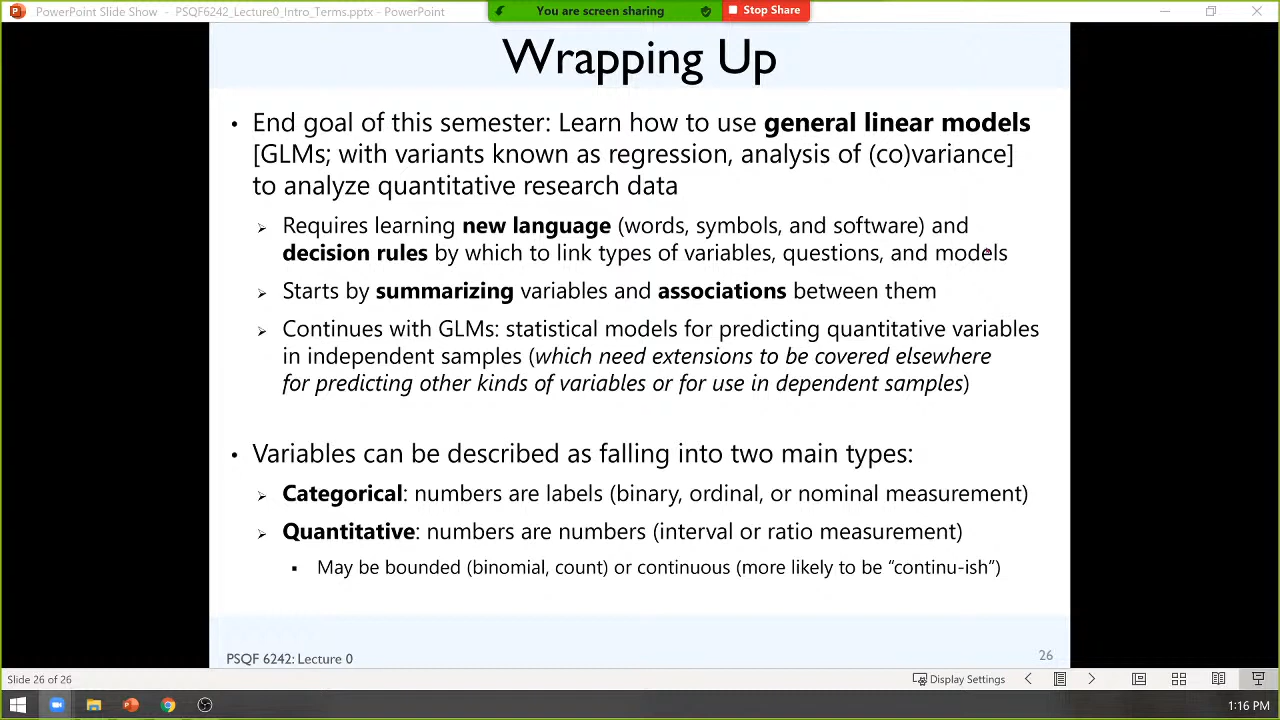 PowerPoint Slide Show - PSQF6242_Lecture0_Intro_Terms.pptx - PowerPoint
You are screen sharing
Stop Share
Wrapping Up
• End goal of this semester: Learn how to use general linear models
[GLMs; with variants known as regression, analysis of (co)variance]
to analyze quantitative research data
➢ Requires learning new language (words, symbols, and software) and
decision rules by which to link types of variables, questions, and models
➢ Starts by summarizing variables and associations between them
➢ Continues with GLMs: statistical models for predicting quantitative variables
in independent samples (which need extensions to be covered elsewhere
for predicting other kinds of variables or for use in dependent samples)
• Variables can be described as falling into two main types:
➢ Categorical: numbers are labels (binary, ordinal, or nominal measurement)
➢ Quantitative: numbers are numbers (interval or ratio measurement)
▪ May be bounded (binomial, count) or continuous (more likely to be “continu-ish”)
PSQF 6242: Lecture 0
26
Slide 26 of 26
Display Settings
1:16 PM